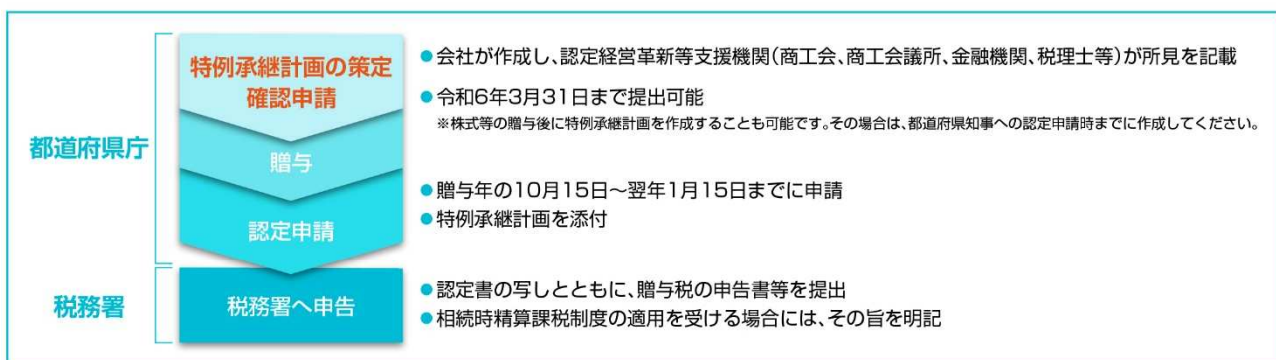 特例承継計画の策定
確認申請
●会社が作成し、認定経営革新等支援機関(商工会、商工会議所、金融機関、税理士等)が所見を記載
●令和6年3月31日まで提出可能
※株式等の贈与後に特例承継計画を作成することも可能です。その場合は、都道府県知事への認定申請時までに作成してください。
都道府県庁
贈与
●贈与年の10月15日〜翌年1月15日までに申請
●特例承継計画を添付
認定申請
税務署
税務署へ申告
●認定書の写しとともに、贈与税の申告書等を提出
●相続時精算課税制度の適用を受ける場合には、その旨を明記